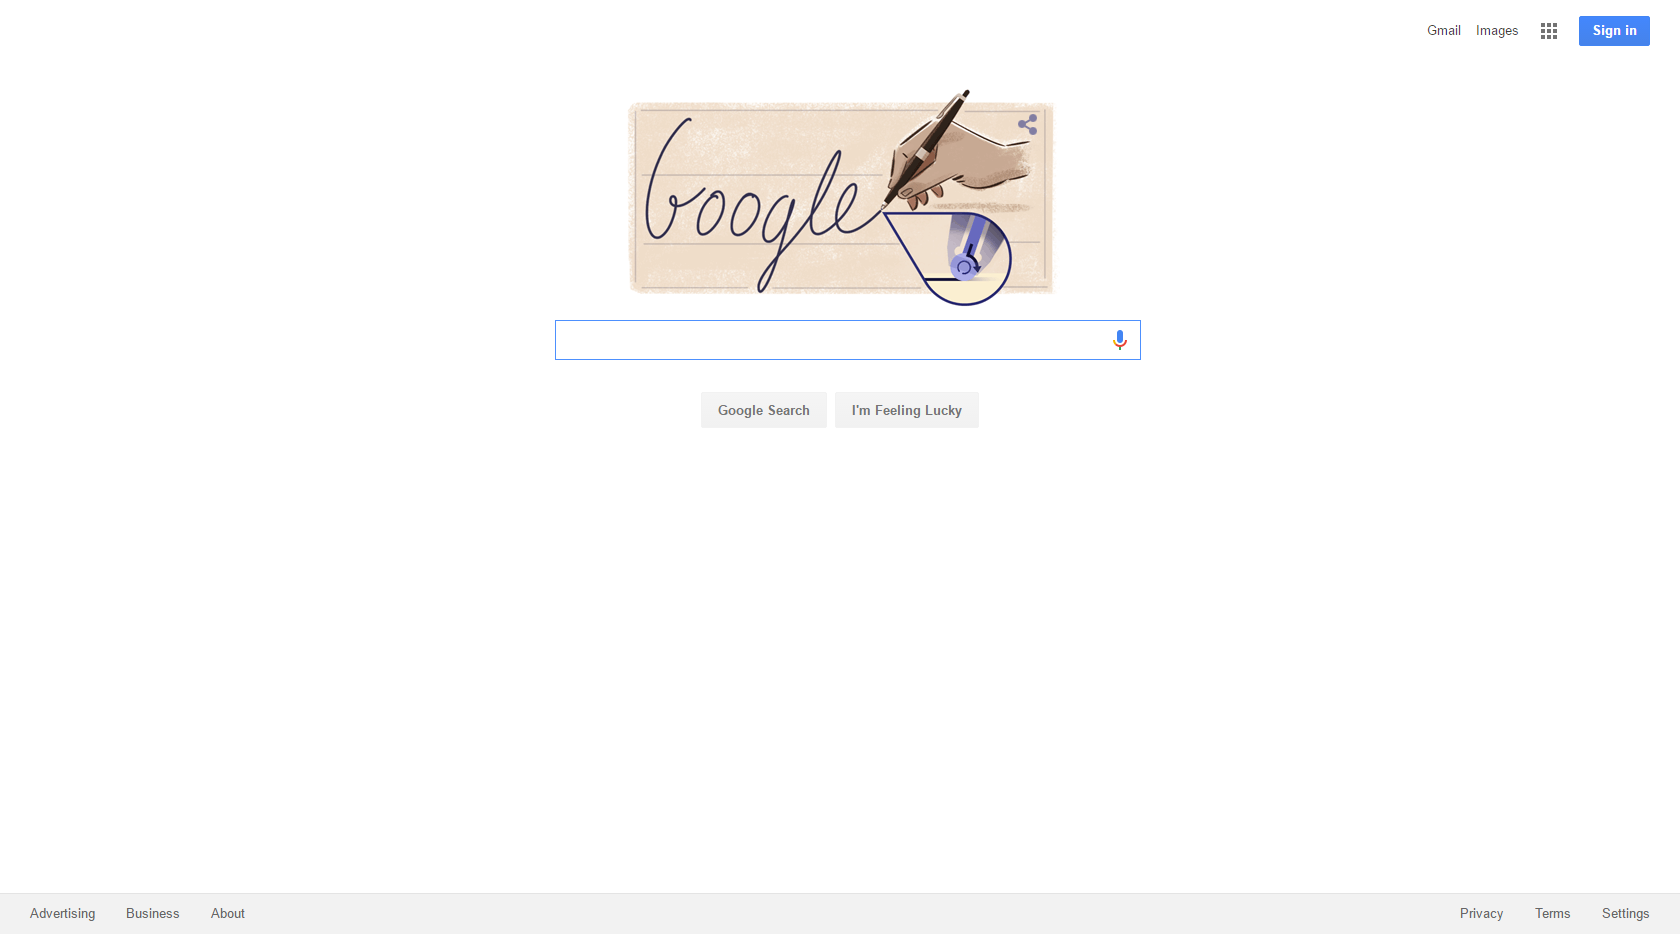 Gmail Images Sign in
Google
Google Search I'm Feeling Lucky
Advertising Business About Privacy Terms Settings